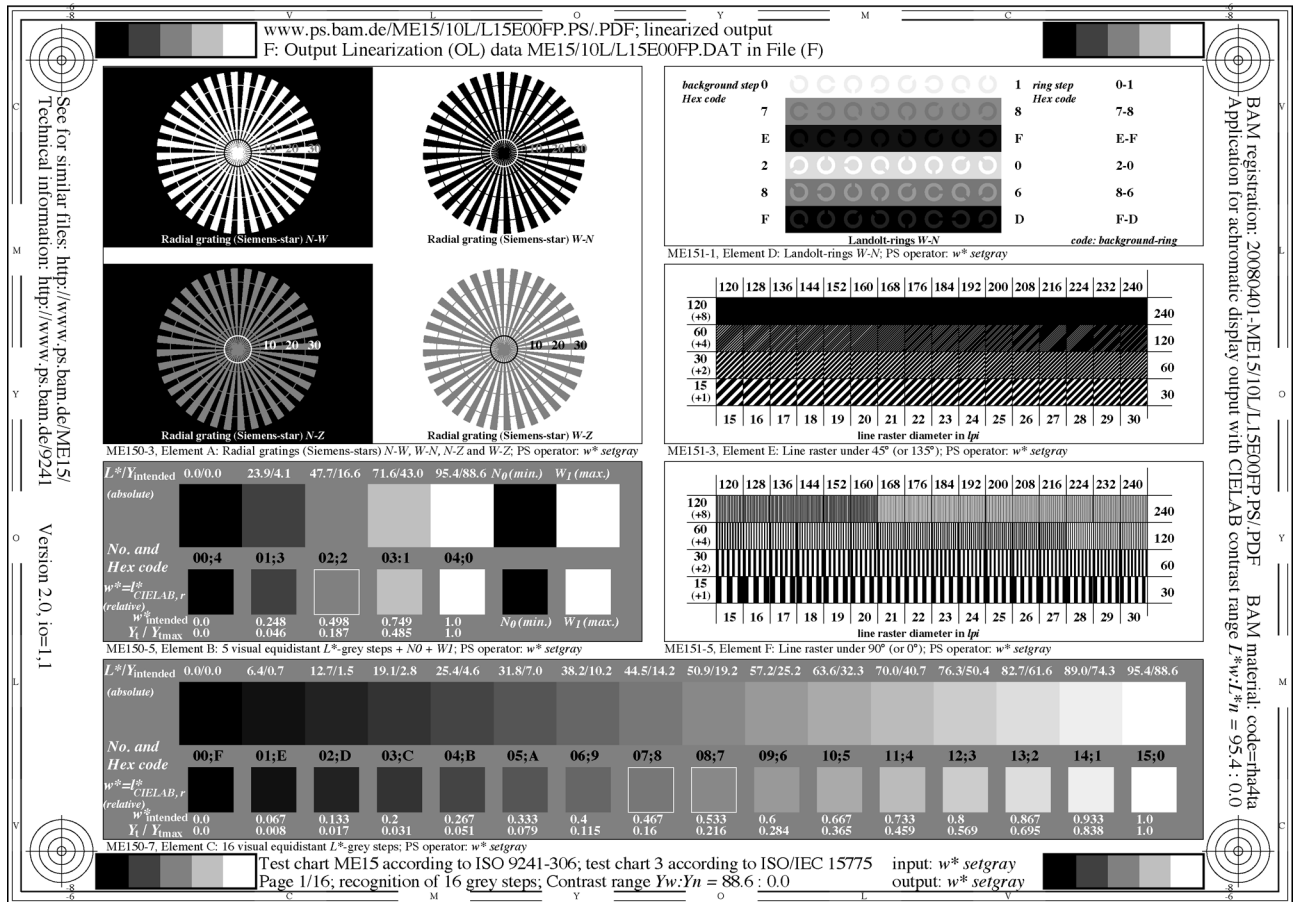 www.ps.bam.de/ME15/10L/L15E00FP.PS/.PDF; linearized output
F: Output Linearization (OL) data ME15/10L/L15E00FP.DAT in File (F)
V L O Y M C
-6 -6
-8 -8
See for similar files: http://www.ps.bam.de/ME15/
Technical information: http://www.ps.bam.de/9241
Version 2.0, io=1,1
C M Y O L V
10 20 30
Radial grating (Siemens-star) N-W
10 20 30
Radial grating (Siemens-star) W-N
10 20 30
Radial grating (Siemens-star) N-Z
10 20 30
Radial grating (Siemens-star) W-Z
ME150-3, Element A: Radial gratings (Siemens-stars) N-W, W-N, N-Z and W-Z; PS operator: w* setgray
background step 0 1 ring step 0-1
Hex code Hex code
7 8 7-8
E F E-F
2 0 2-0
8 6 8-6
F D F-D
Landolt-rings W-N code: background-ring
ME151-1, Element D: Landolt-rings W-N; PS operator: w* setgray
120 128 136 144 152 160 168 176 184 192 200 208 216 224 232 240
120 (+8) 240
60 (+4) 120
30 (+2) 60
15 (+1) 30
15 16 17 18 19 20 21 22 23 24 25 26 27 28 29 30
line raster diameter in lpi
ME151-3, Element E: Line raster under 45° (or 135°); PS operator: w* setgray
L*/Yintended 0.0/0.0 23.9/4.1 47.7/16.6 71.6/43.0 95.4/88.6 N0(min.) W1(max.)
(absolute)
No. and
Hex code
00;4 01;3 02;2 03:1 04;0
w*=l*CIELAB, r
(relative)
w*intended 0.0 0.248 0.498 0.749 1.0 N0(min.) W1(max.)
Yt / Ytmax 0.0 0.046 0.187 0.485 1.0
ME150-5, Element B: 5 visual equidistant L*-grey steps + N0 + W1; PS operator: w* setgray
120 128 136 144 152 160 168 176 184 192 200 208 216 224 232 240
120 (+8) 240
60 (+4) 120
30 (+2) 60
15 (+1) 30
15 16 17 18 19 20 21 22 23 24 25 26 27 28 29 30
line raster diameter in lpi
ME151-5, Element F: Line raster under 90° (or 0°); PS operator: w* setgray
L*/Yintended 0.0/0.0 6.4/0.7 12.7/1.5 19.1/2.8 25.4/4.6 31.8/7.0 38.2/10.2 44.5/14.2 50.9/19.2 57.2/25.2 63.6/32.3 70.0/40.7 76.3/50.4 82.7/61.6 89.0/74.3 95.4/88.6
(absolute)
No. and
Hex code
00;F 01;E 02;D 03;C 04;B 05;A 06;9 07;8 08;7 09;6 10;5 11;4 12;3 13;2 14;1 15;0
w*=l*CIELAB, r
(relative)
w*intended 0.0 0.067 0.133 0.2 0.267 0.333 0.4 0.467 0.533 0.6 0.667 0.733 0.8 0.867 0.933 1.0
Yt / Ytmax 0.0 0.008 0.017 0.031 0.051 0.079 0.115 0.16 0.216 0.284 0.365 0.459 0.569 0.695 0.838 1.0
ME150-7, Element C: 16 visual equidistant L*-grey steps; PS operator: w* setgray
BAM registration: 20080401-ME15/10L/L15E00FP.PS/.PDF BAM material: code=rha4ta
Application for achromatic display output with CIELAB contrast range L*w:L*n = 95.4 : 0.0
V L O Y M C
Test chart ME15 according to ISO 9241-306; test chart 3 according to ISO/IEC 15775 input: w* setgray
Page 1/16; recognition of 16 grey steps; Contrast range Yw:Yn = 88.6 : 0.0 output: w* setgray
-6 -6
-8 -8
C M Y O L V